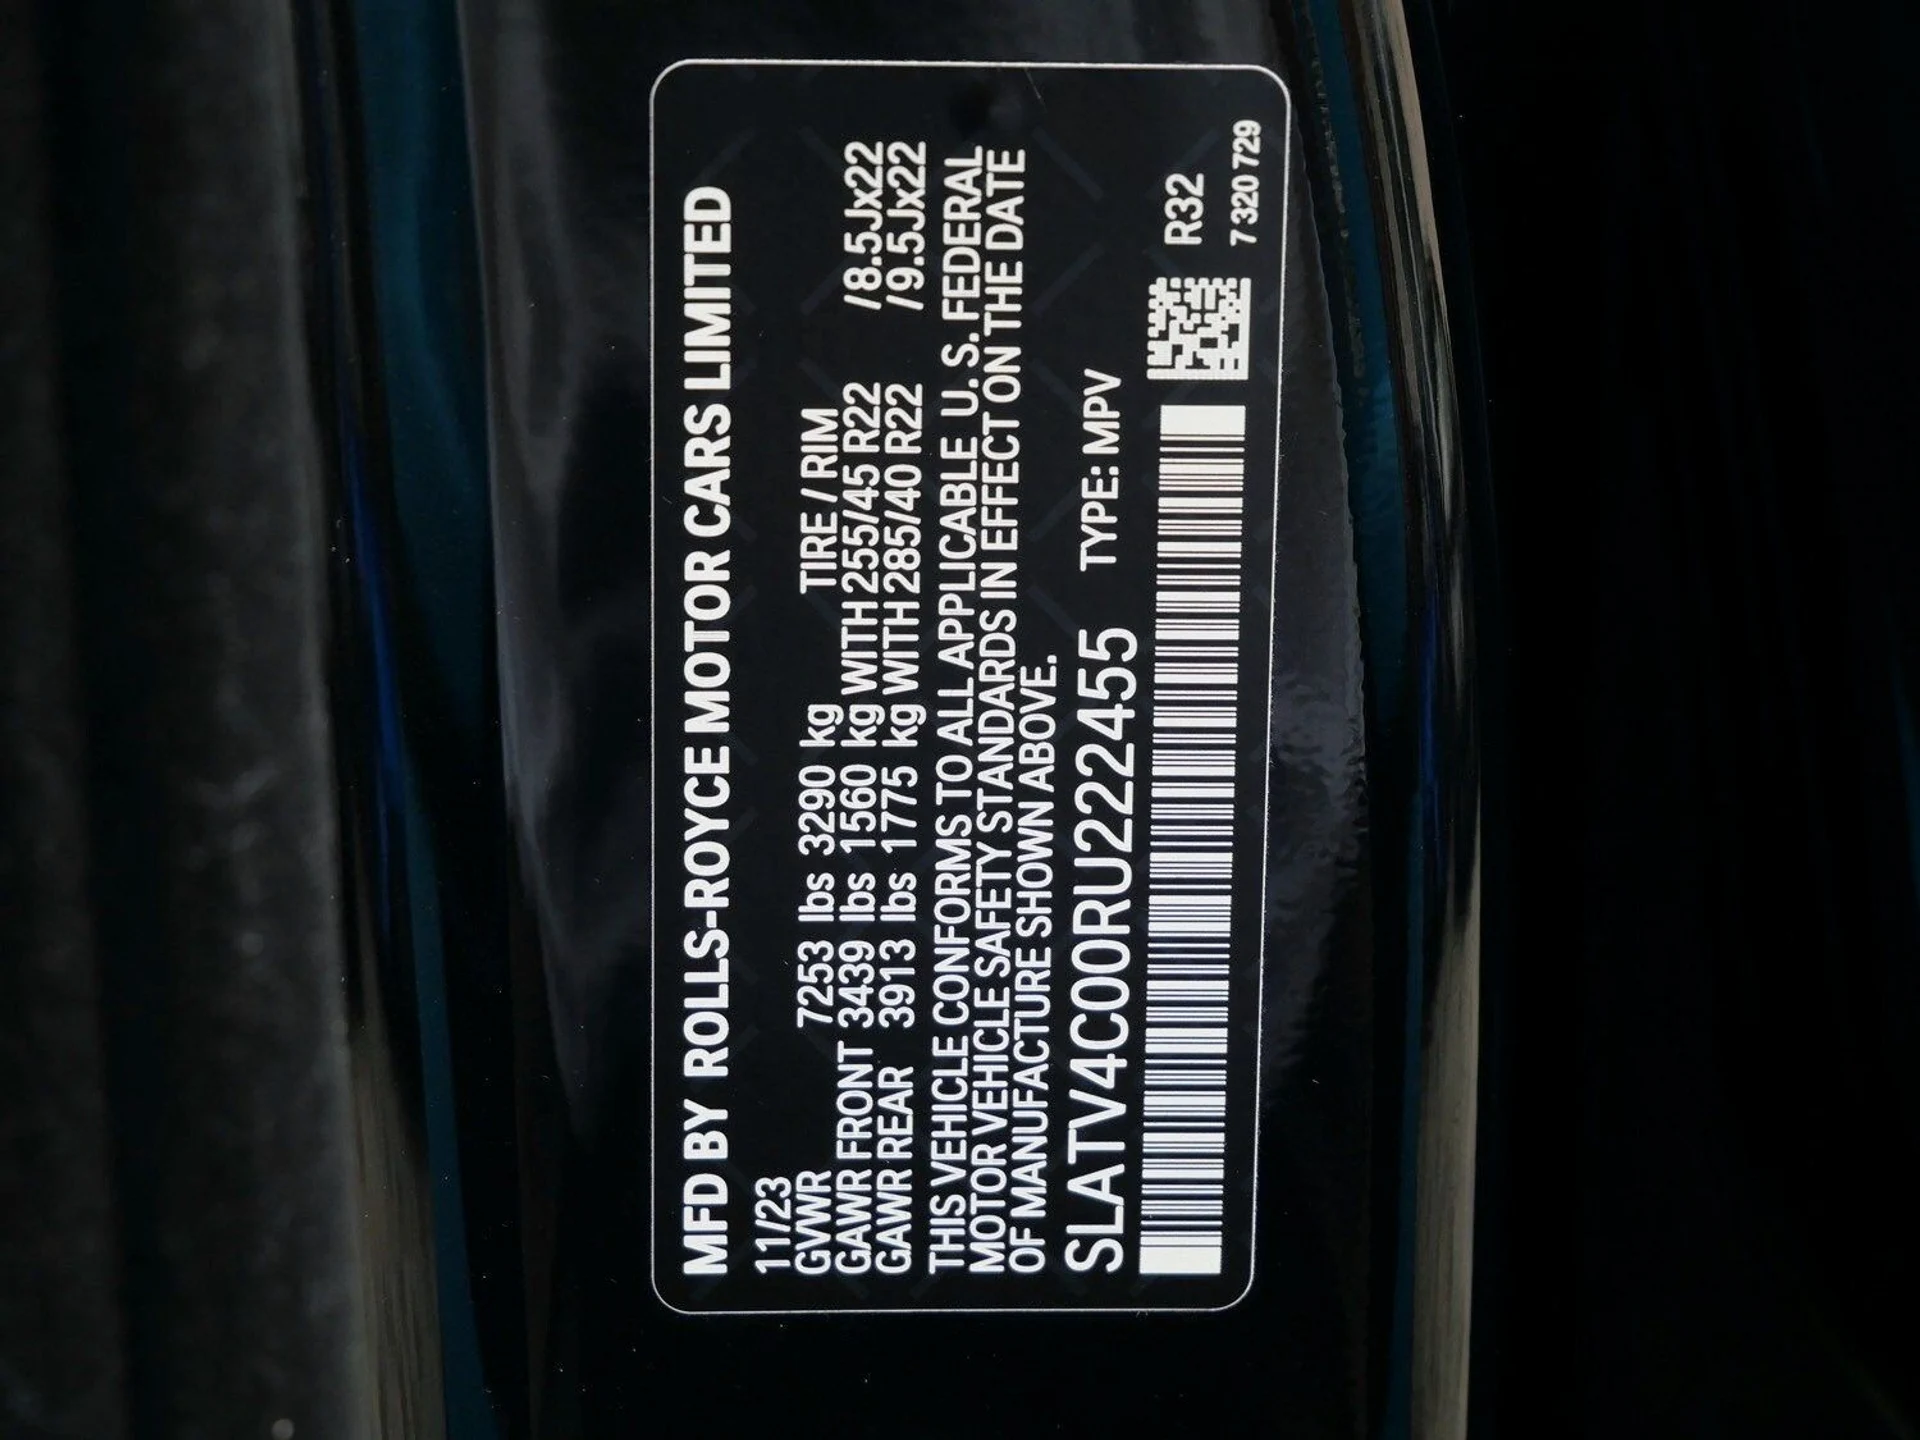 MFD BY ROLLS-ROYCE MOTOR CARS LIMITED
11/23
GVWR 7253 lbs 3290 kg TIRE / RIM
GAWR FRONT 3439 lbs 1560 kg WITH 255/45 R22 /8.5Jx22
GAWR REAR 3913 lbs 1775 kg WITH 285/40 R22 /9.5Jx22
THIS VEHICLE CONFORMS TO ALL APPLICABLE U.S. FEDERAL
MOTOR VEHICLE SAFETY STANDARDS IN EFFECT ON THE DATE
OF MANUFACTURE SHOWN ABOVE.
SLATV4C00RU222455 TYPE: MPV
R32
7 320 729